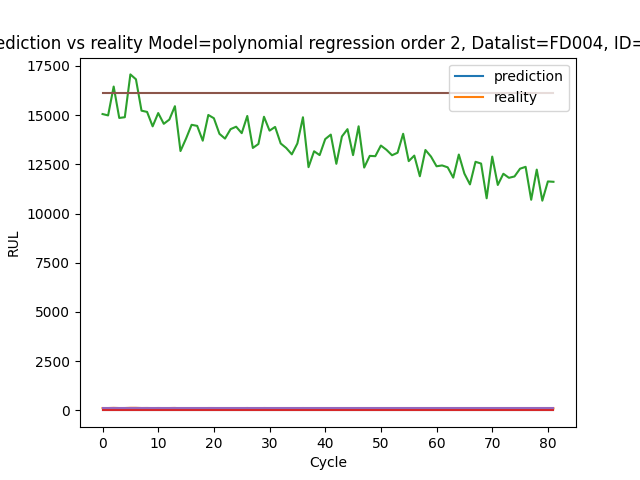 ediction vs reality Model=polynomial regression order 2, Datalist=FD004, ID=
17500
15000
12500
10000
7500
5000
2500
0
RUL
prediction
reality
0 10 20 30 40 50 60 70 80
Cycle